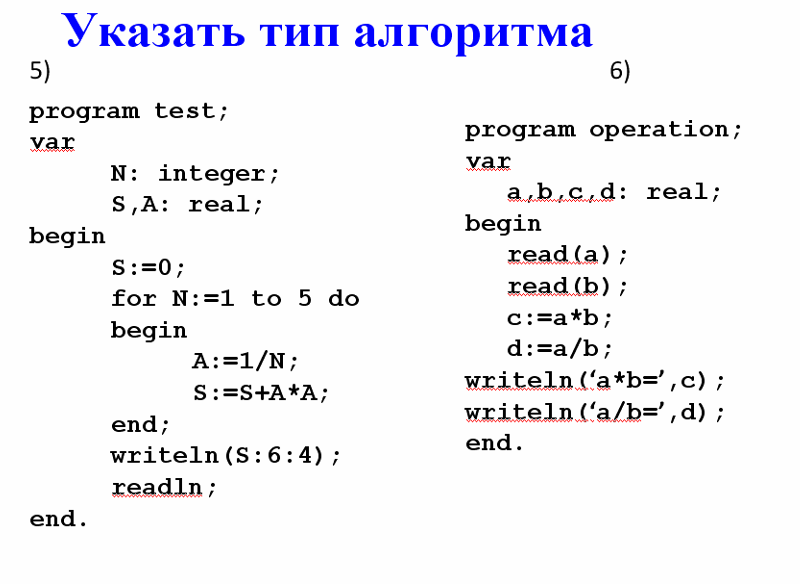 Указать тип алгоритма
5)
program test;
var
N: integer;
S,A: real;
begin
S:=0;
for N:=1 to 5 do
begin
A:=1/N;
S:=S+A*A;
end;
writeln(S:6:4);
readln;
end.
6)
program operation;
var
a,b,c,d: real;
begin
read(a);
read(b);
c:=a*b;
d:=a/b;
writeln(‘a*b=’,c);
writeln(‘a/b=’,d);
end.